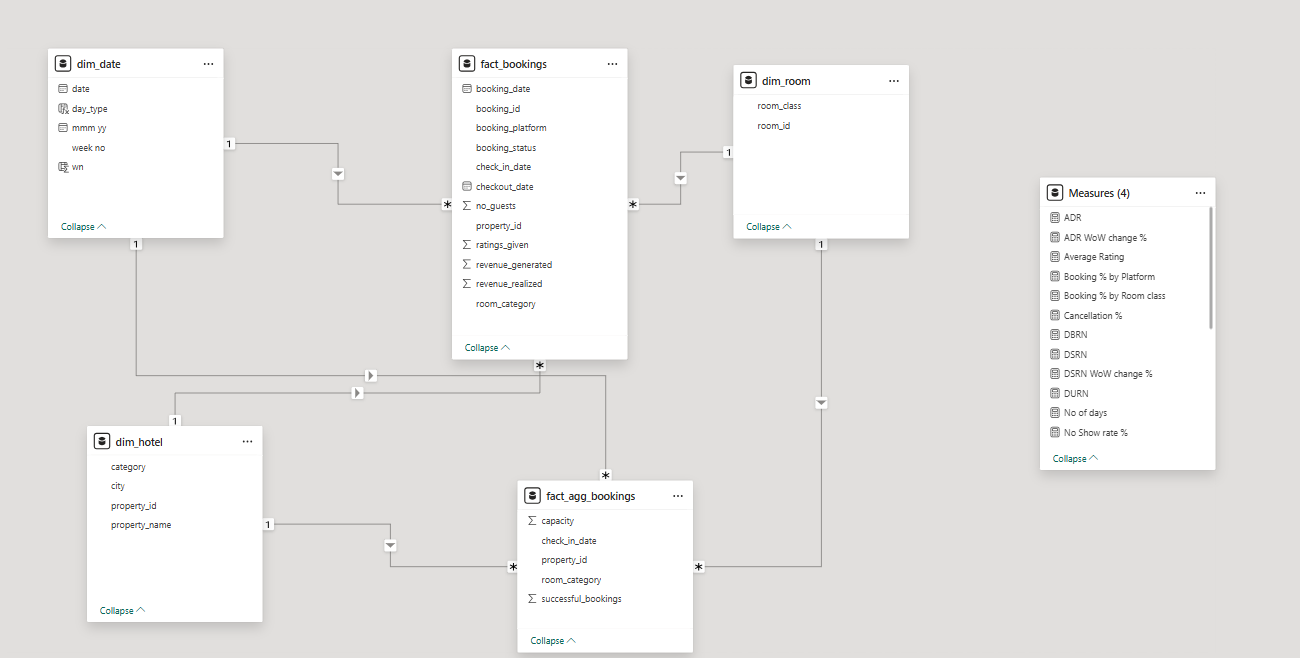 dim_date
...
date
day_type
mmm yy
week no
wn
Collapse
1
1
fact_bookings
...
booking_date
booking_id
booking_platform
booking_status
check_in_date
checkout_date
no_guests
property_id
ratings_given
revenue_generated
revenue_realized
room_category
Collapse
*
*
*
dim_room
...
room_class
room_id
Collapse
1
1
Measures (4)
...
ADR
ADR WoW change %
Average Rating
Booking % by Platform
Booking % by Room class
Cancellation %
DBRN
DSRN
DSRN WoW change %
DURN
No of days
No Show rate %
Collapse
1
dim_hotel
...
category
city
property_id
property_name
Collapse
1
*
fact_agg_bookings
...
capacity
check_in_date
property_id
room_category
successful_bookings
Collapse
*
*